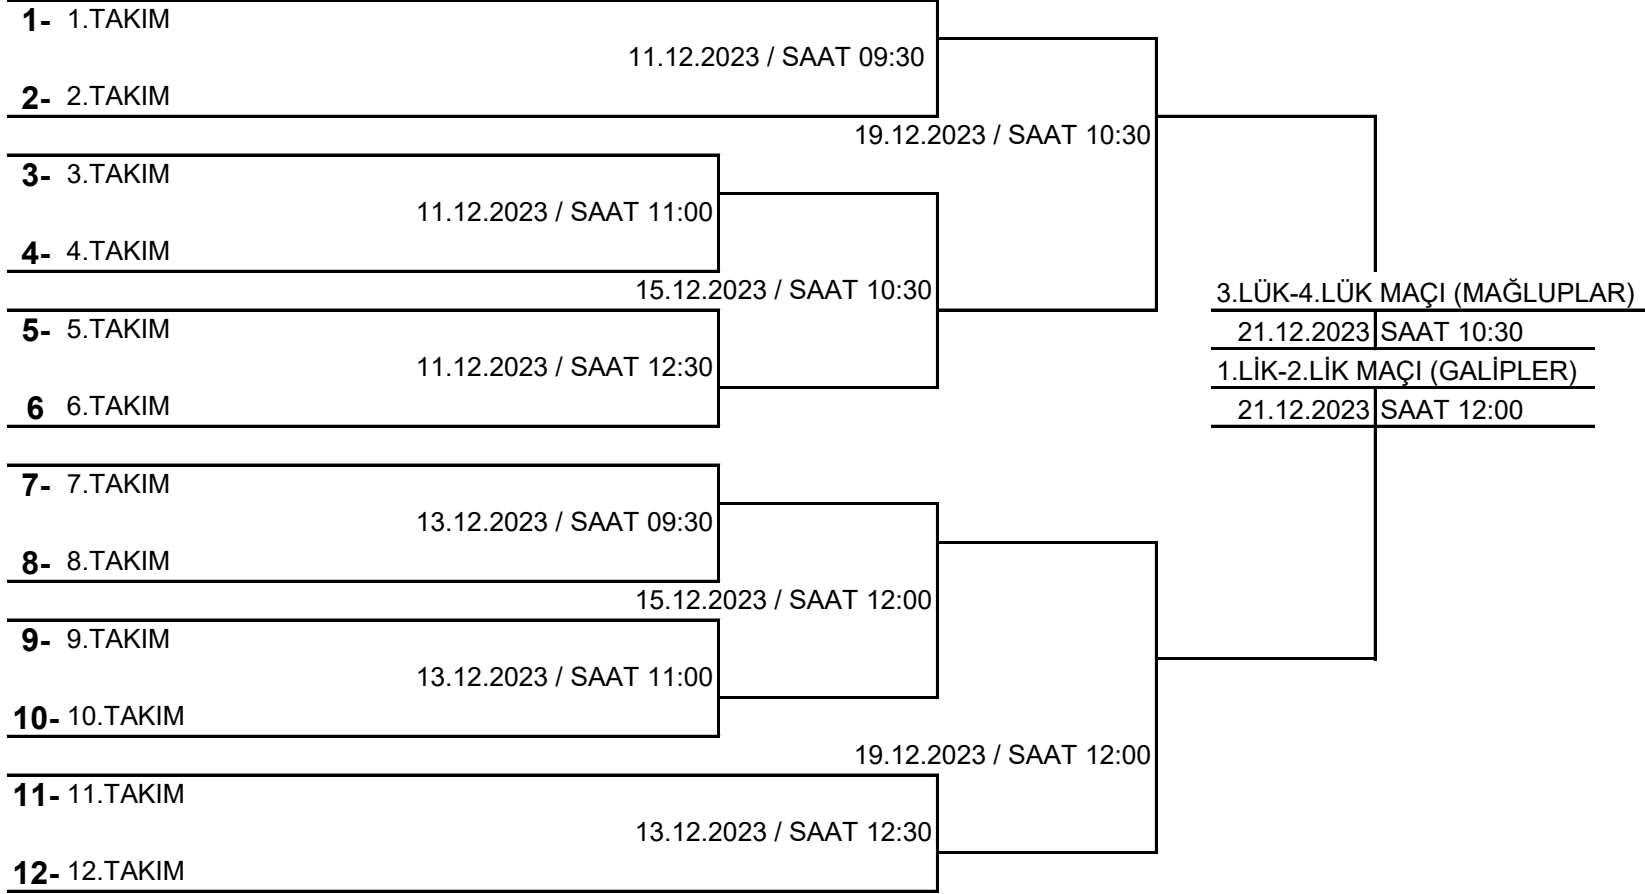 1- 1.TAKIM
11.12.2023 / SAAT 09:30
2- 2.TAKIM
19.12.2023 / SAAT 10:30
3- 3.TAKIM
11.12.2023 / SAAT 11:00
4- 4.TAKIM
15.12.2023 / SAAT 10:30
3.LÜK-4.LÜK MAÇI (MAĞLUPLAR)
5- 5.TAKIM
21.12.2023 SAAT 10:30
11.12.2023 / SAAT 12:30
1.LİK-2.LİK MAÇI (GALİPLER)
6 6.TAKIM
21.12.2023 SAAT 12:00
7- 7.TAKIM
13.12.2023 / SAAT 09:30
8- 8.TAKIM
15.12.2023 / SAAT 12:00
9- 9.TAKIM
13.12.2023 / SAAT 11:00
10- 10.TAKIM
19.12.2023 / SAAT 12:00
11- 11.TAKIM
13.12.2023 / SAAT 12:30
12- 12.TAKIM